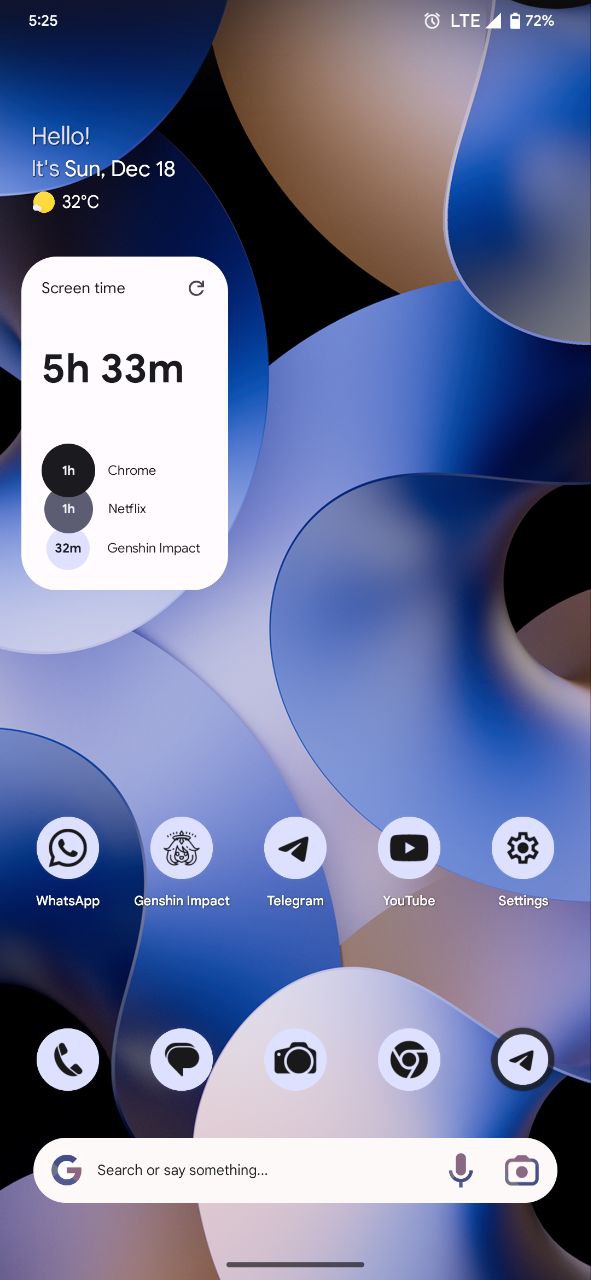 5:25
LTE 72%
Hello!
It's Sun, Dec 18
32°C
Screen time
5h 33m
1h Chrome
1h Netflix
32m Genshin Impact
WhatsApp Genshin Impact Telegram YouTube Settings
G Search or say something...